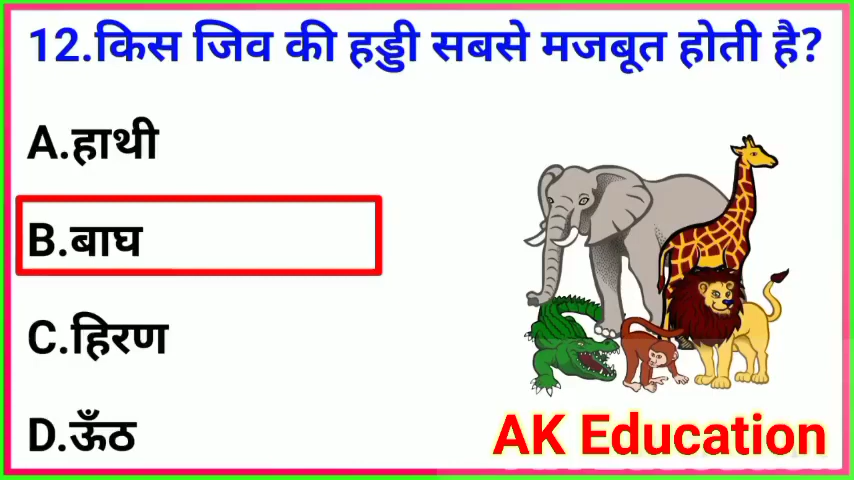 12.किस जिव की हड्डी सबसे मजबूत होती है?
A.हाथी
B.बाघ
C.हिरण
D.ऊँठ
AK Education